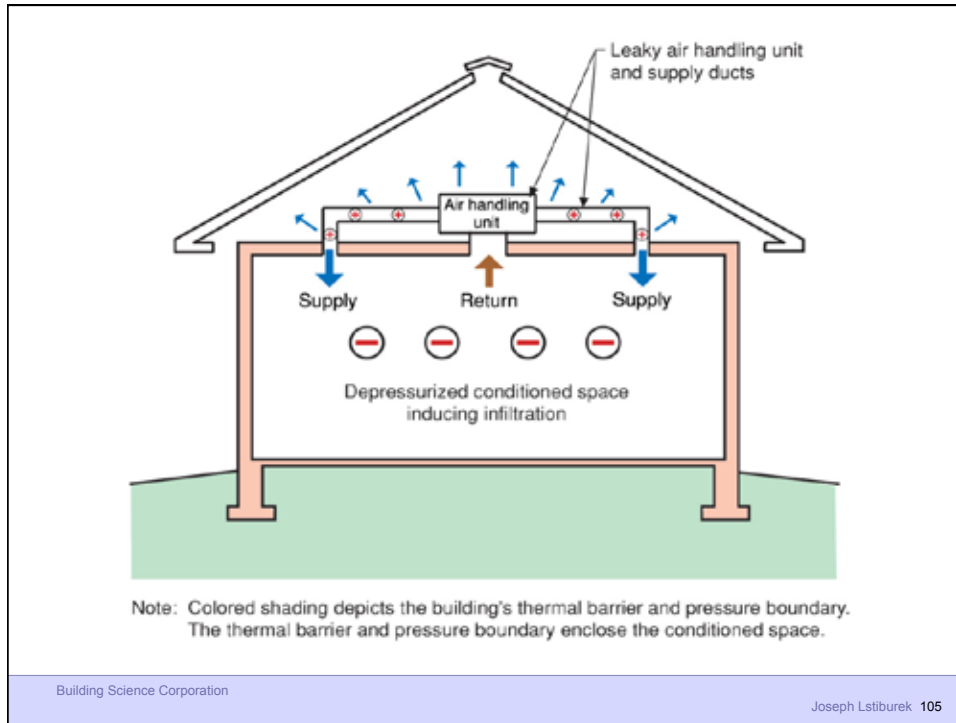 Leaky air handling unit
and supply ducts
Air handling
unit
Supply
Return
Supply
Depressurized conditioned space
inducing infiltration
Note: Colored shading depicts the building's thermal barrier and pressure boundary.
The thermal barrier and pressure boundary enclose the conditioned space.
Building Science Corporation
Joseph Lstiburek 105